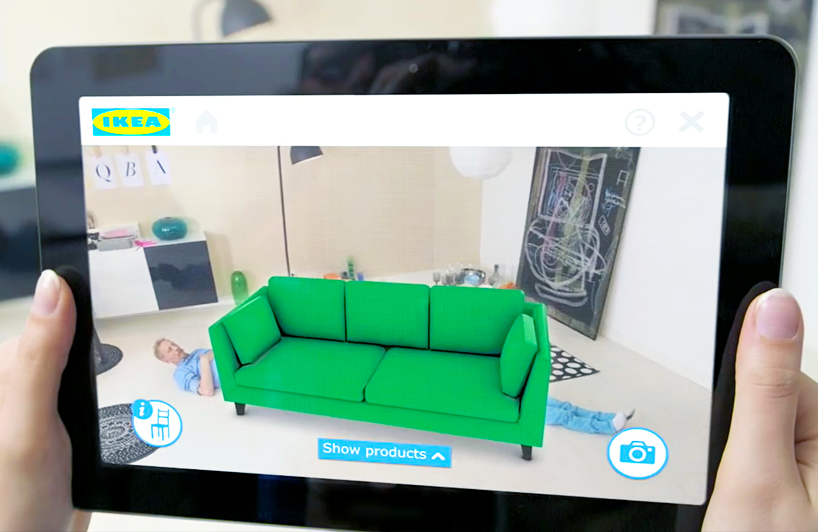 IKEA
?
Q B A
i
Show products